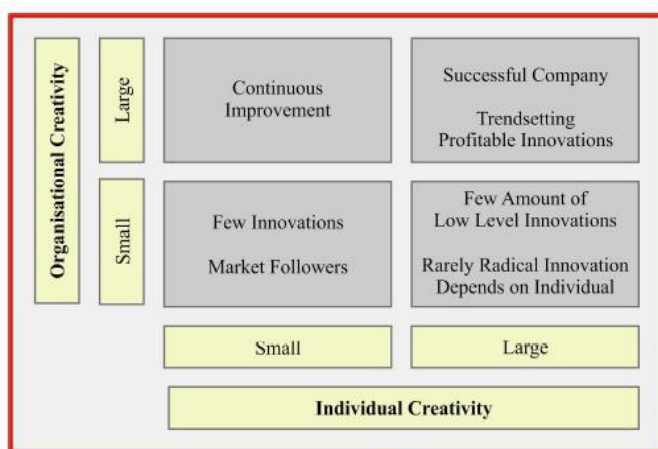 Organisational Creativity
Large
Continuous
Improvement
Successful Company
Trendsetting
Profitable Innovations
Small
Few Innovations
Market Followers
Few Amount of
Low Level Innovations
Rarely Radical Innovation
Depends on Individual
Small
Large
Individual Creativity